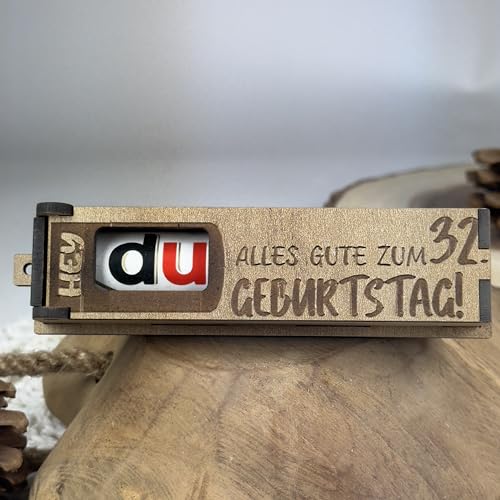 HEY
du
ALLES GUTE ZUM 32.
GEBURTSTAG!